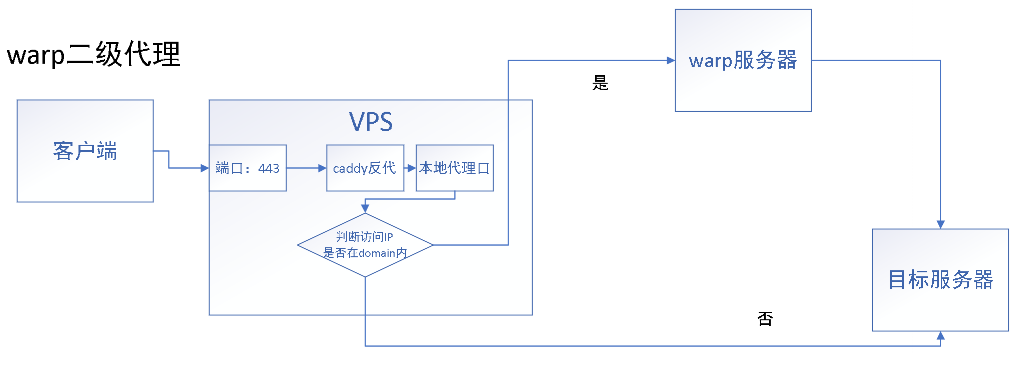 warp二级代理
客户端
VPS
端口：443
caddy反代
本地代理口
判断访问IP
是否在domain内
是
warp服务器
否
目标服务器